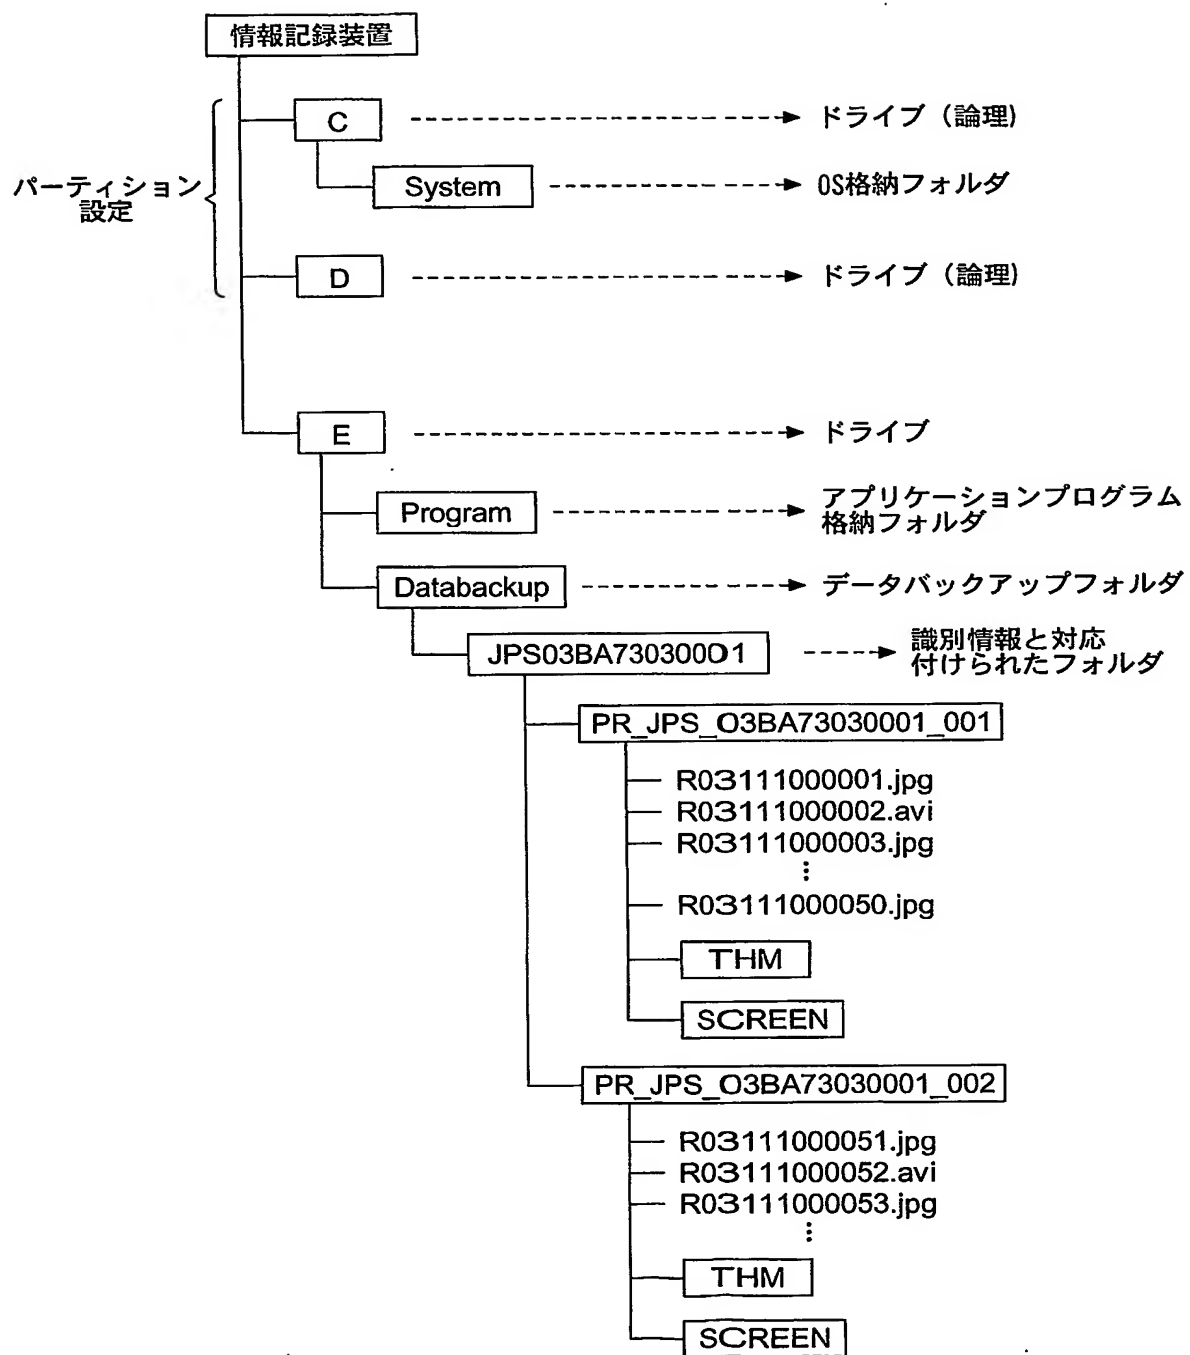 情報記録装置
C
ドライブ（論理）
パーティション
設定
System
OS格納フォルダ
D
ドライブ（論理）
E
ドライブ
Program
アプリケーションプログラム
格納フォルダ
Databackup
データバックアップフォルダ
JPS03BA73030001
識別情報と対応
付けられたフォルダ
PR_JPS_03BA73030001_001
R03111000001.jpg
R03111000002.avi
R03111000003.jpg
⋮
R03111000050.jpg
THM
SCREEN
PR_JPS_03BA73030001_002
R03111000051.jpg
R03111000052.avi
R03111000053.jpg
⋮
THM
SCREEN